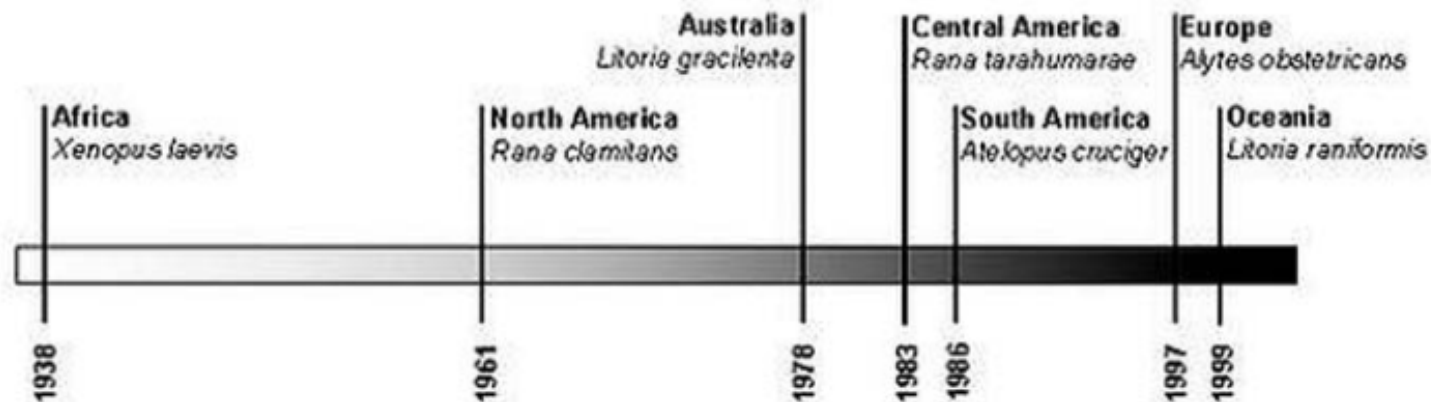 Australia
Litoria gracilenta
Central America
Rana tarahumarae
Europe
Alytes obstetricans
Africa
Xenopus laevis
North America
Rana clamitans
South America
Atelopus cruciger
Oceania
Litoria raniformis
1938
1961
1978
1983
1986
1997
1999